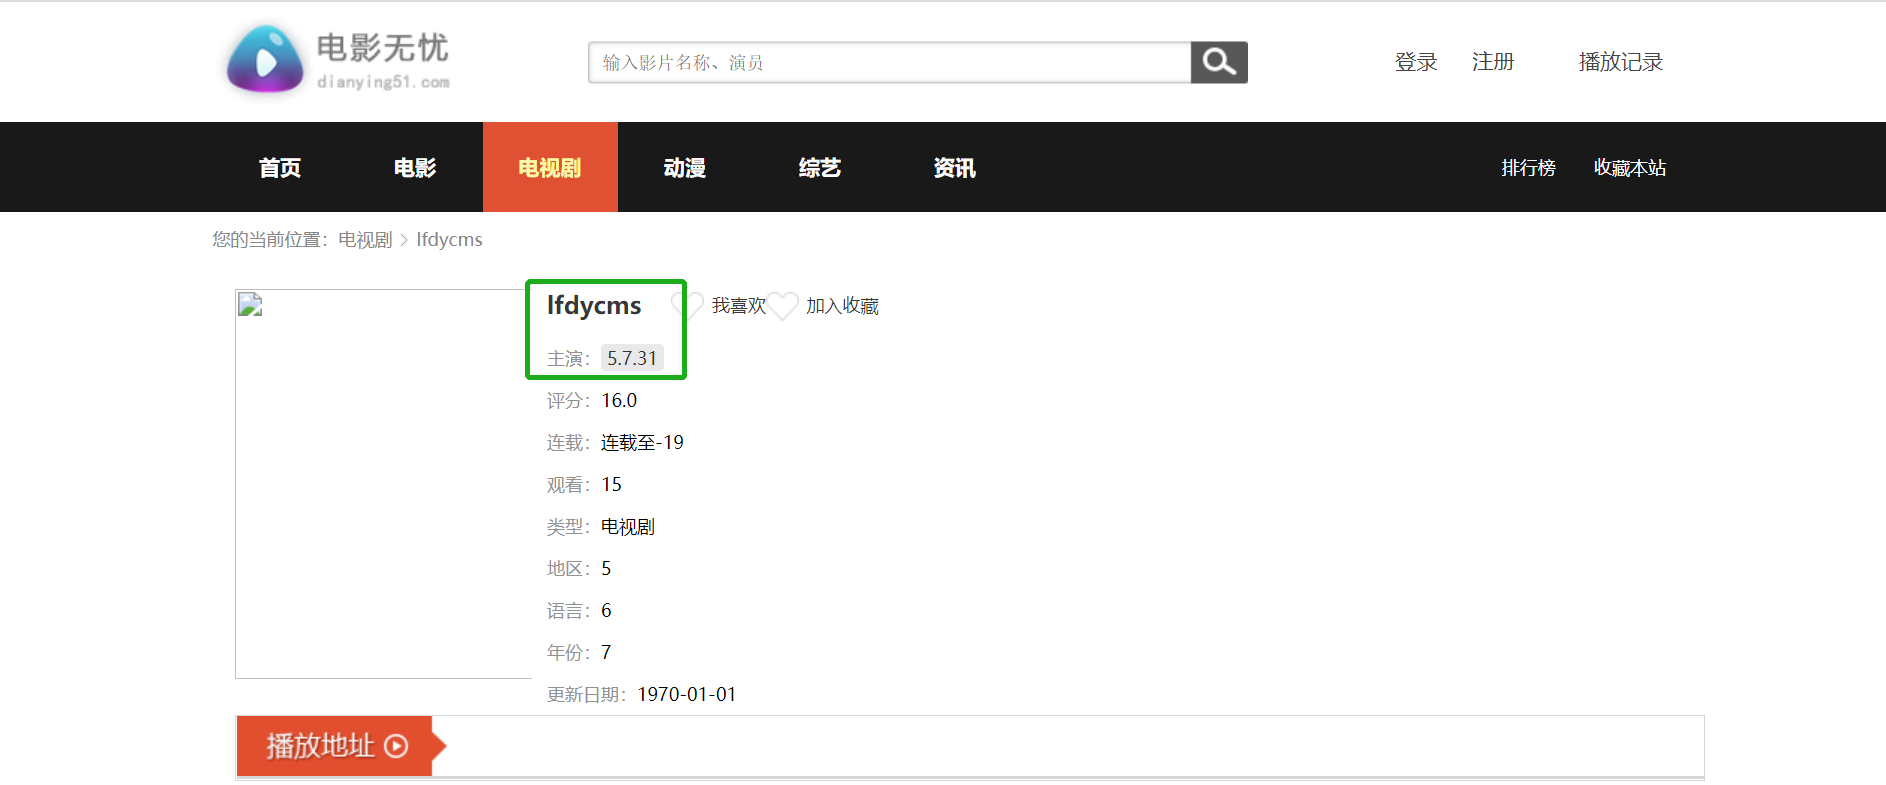 电影无忧
dianying51.com
输入影片名称、演员
登录 注册 播放记录
首页 电影 电视剧 动漫 综艺 资讯 排行榜 收藏本站
您的当前位置：电视剧 > lfdycms
lfdycms 我喜欢 加入收藏
主演：5.7.31
评分：16.0
连载：连载至-19
观看：15
类型：电视剧
地区：5
语言：6
年份：7
更新日期：1970-01-01
播放地址